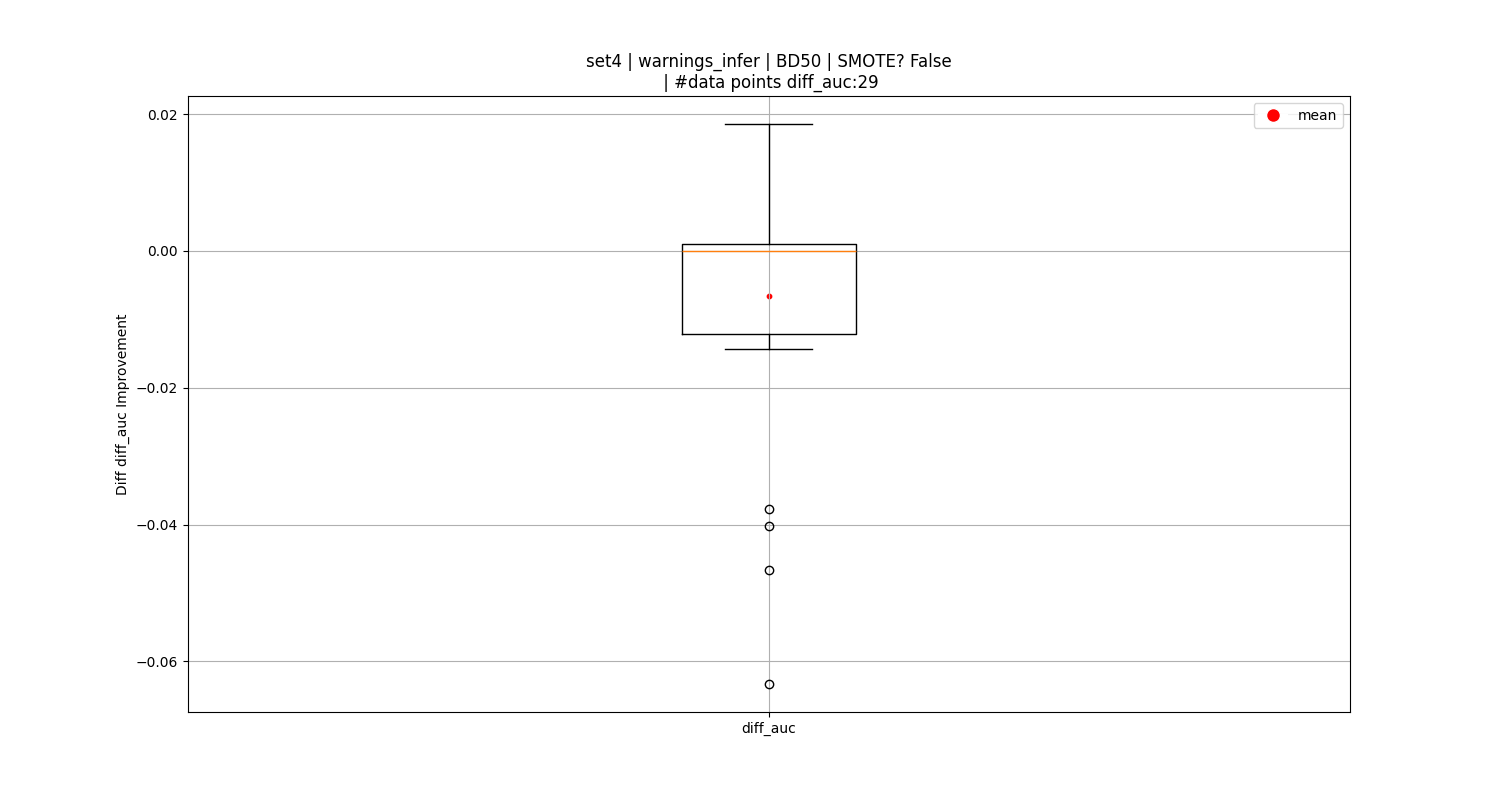 set4 | warnings_infer | BD50 | SMOTE? False
| #data points diff_auc:29
mean
Diff diff_auc Improvement
0.02
0.00
−0.02
−0.04
−0.06
diff_auc